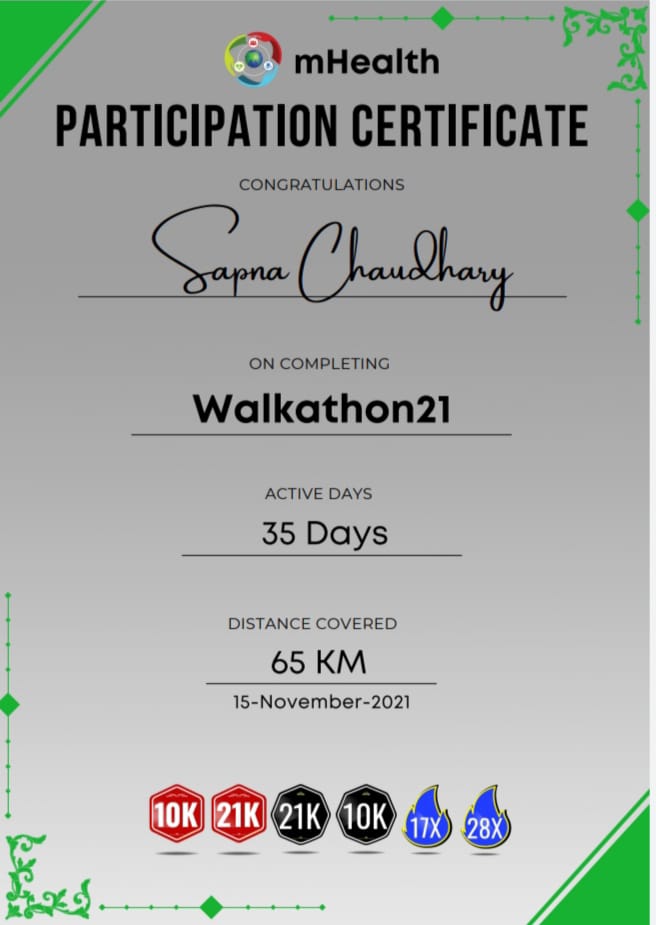 mHealth
PARTICIPATION CERTIFICATE
CONGRATULATIONS
Sapna Chaudhary
ON COMPLETING
Walkathon21
ACTIVE DAYS
35 Days
DISTANCE COVERED
65 KM
15-November-2021
10K 21K 21K 10K 17X 28X